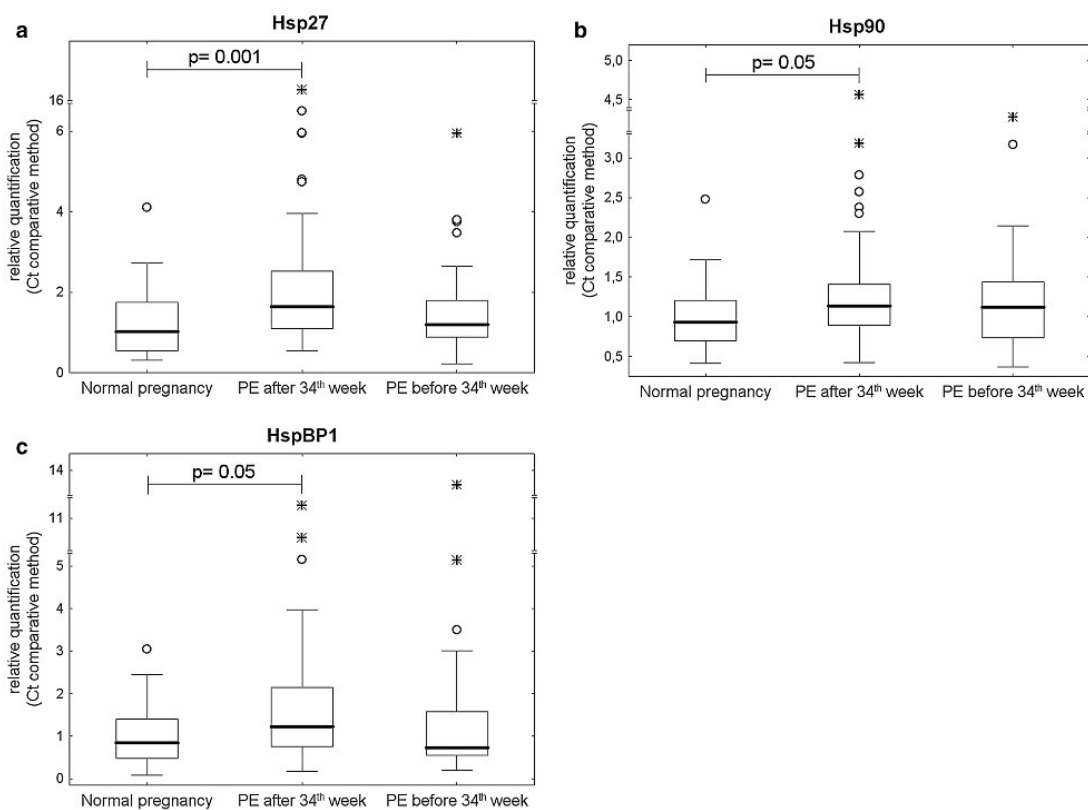 a
Hsp27
p= 0.001
16
6
4
2
0
relative quantification
(Ct comparative method)
Normal pregnancy
PE after 34th week
PE before 34th week
b
Hsp90
p= 0.05
5,0
4,5
3,0
2,5
2,0
1,5
1,0
0,5
relative quantification
(Ct comparative method)
Normal pregnancy
PE after 34th week
PE before 34th week
c
HspBP1
p= 0.05
14
11
5
4
3
2
1
0
relative quantification
(Ct comparative method)
Normal pregnancy
PE after 34th week
PE before 34th week